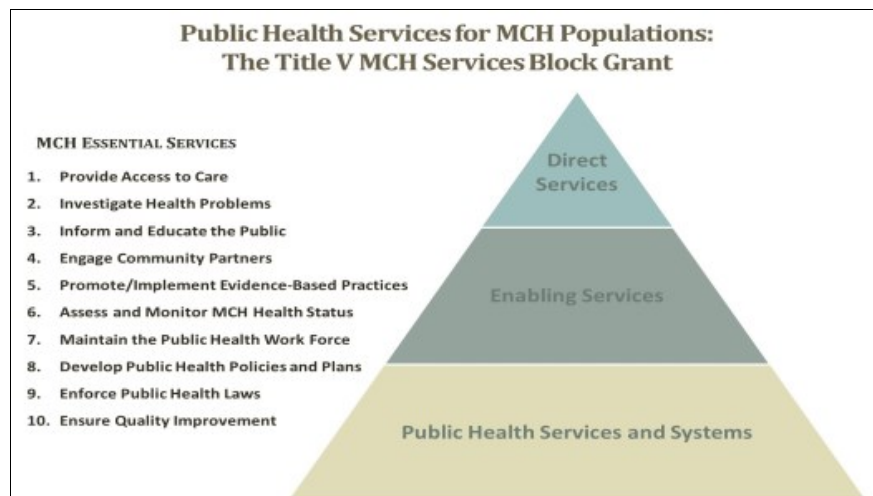 Public Health Services for MCH Populations:
The Title V MCH Services Block Grant
MCH ESSENTIAL SERVICES
1. Provide Access to Care
2. Investigate Health Problems
3. Inform and Educate the Public
4. Engage Community Partners
5. Promote/Implement Evidence-Based Practices
6. Assess and Monitor MCH Health Status
7. Maintain the Public Health Work Force
8. Develop Public Health Policies and Plans
9. Enforce Public Health Laws
10. Ensure Quality Improvement
Direct
Services
Enabling Services
Public Health Services and Systems